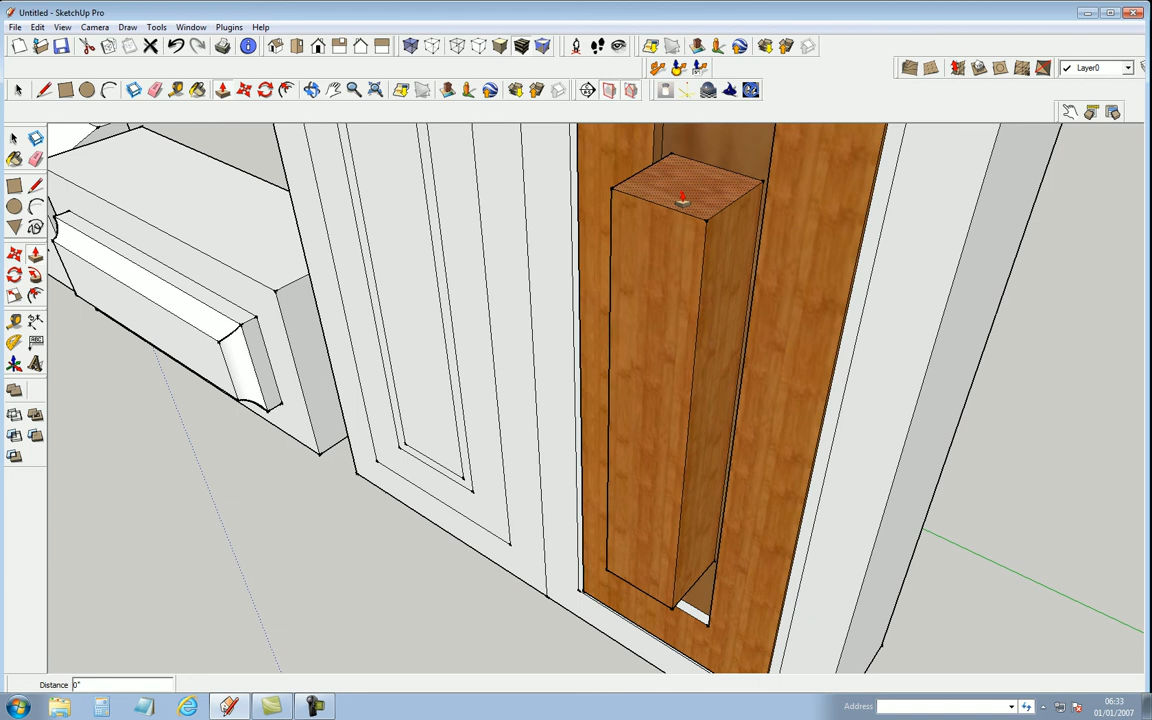 Untitled - SketchUp Pro
File Edit View Camera Draw Tools Window Plugins Help
Layer0
Distance 0"
Address
06:33
01/01/2007